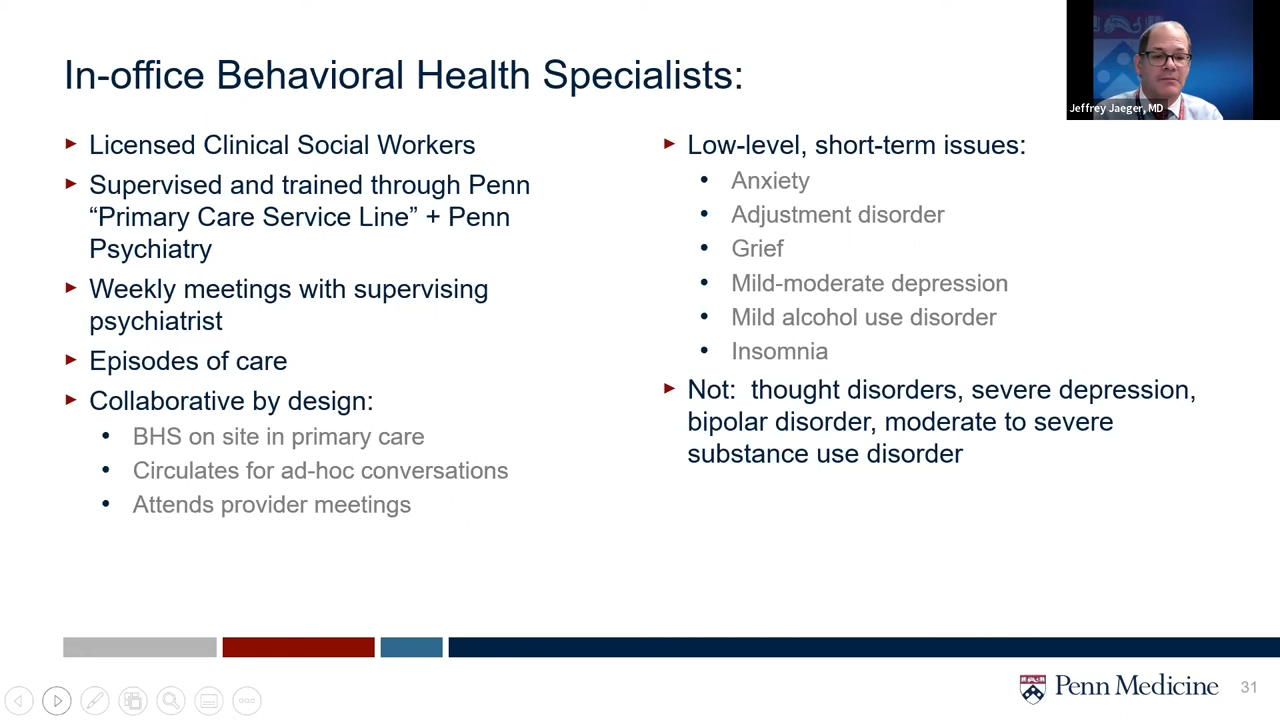 In-office Behavioral Health Specialists:
Jeffrey Jaeger, MD
Licensed Clinical Social Workers
Supervised and trained through Penn
“Primary Care Service Line” + Penn
Psychiatry
Weekly meetings with supervising
psychiatrist
Episodes of care
Collaborative by design:
BHS on site in primary care
Circulates for ad-hoc conversations
Attends provider meetings
Low-level, short-term issues:
Anxiety
Adjustment disorder
Grief
Mild-moderate depression
Mild alcohol use disorder
Insomnia
Not:  thought disorders, severe depression,
bipolar disorder, moderate to severe
substance use disorder
Penn Medicine
31